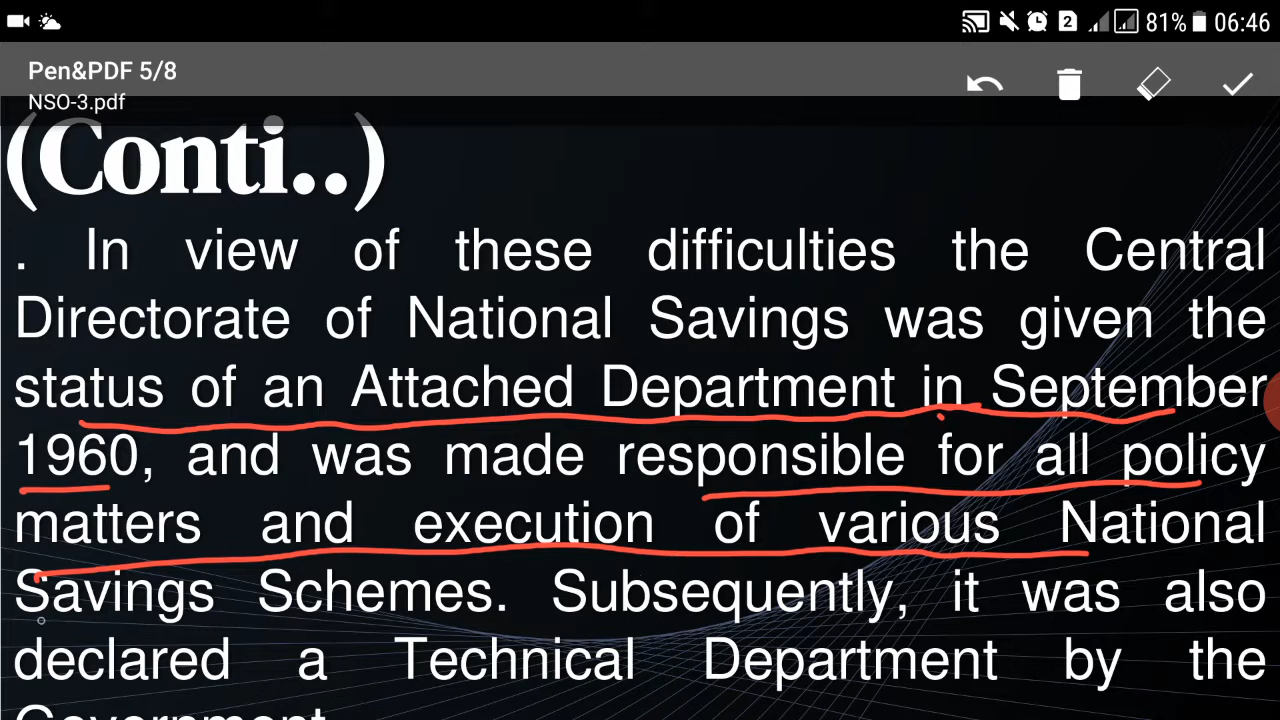 2 81% 06:46
Pen&PDF 5/8
NSO-3.pdf
(Conti..)
. In view of these difficulties the Central
Directorate of National Savings was given the
status of an Attached Department in September
1960, and was made responsible for all policy
matters and execution of various National
Savings Schemes. Subsequently, it was also
declared a Technical Department by the
Government